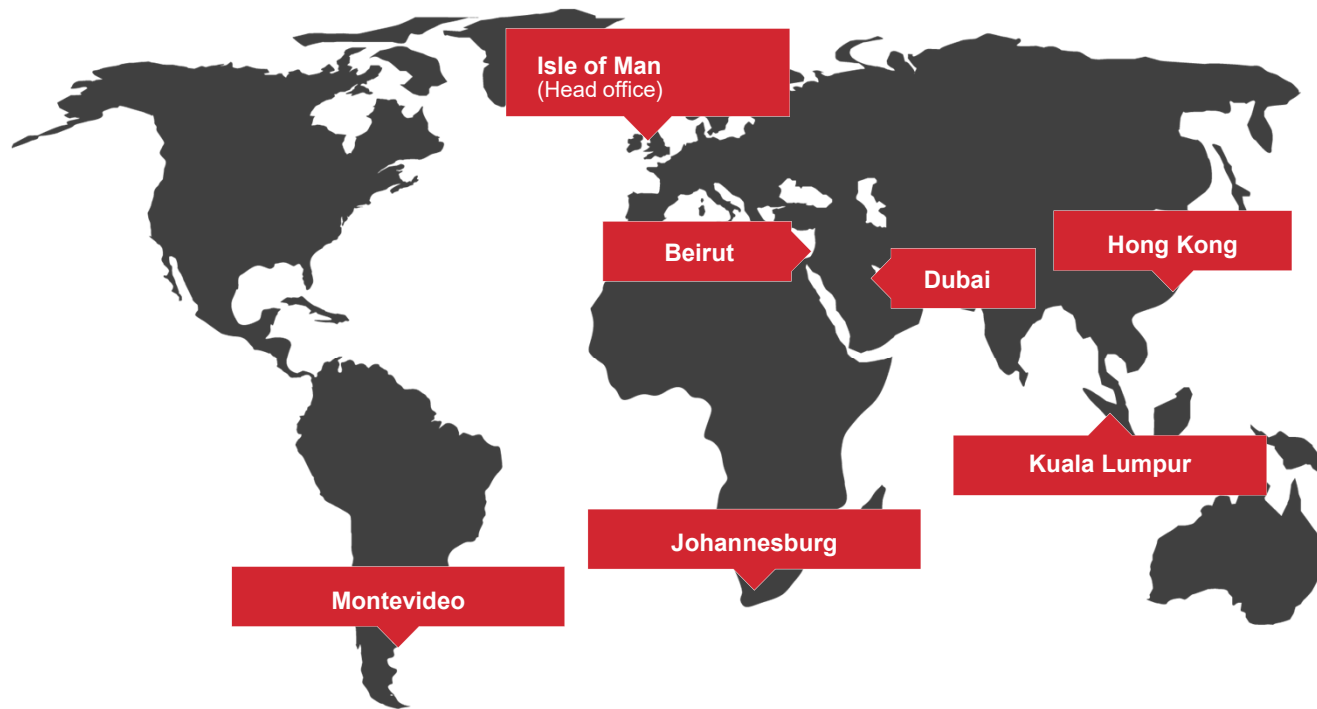 Isle of Man
(Head office)
Beirut
Dubai
Hong Kong
Kuala Lumpur
Johannesburg
Montevideo